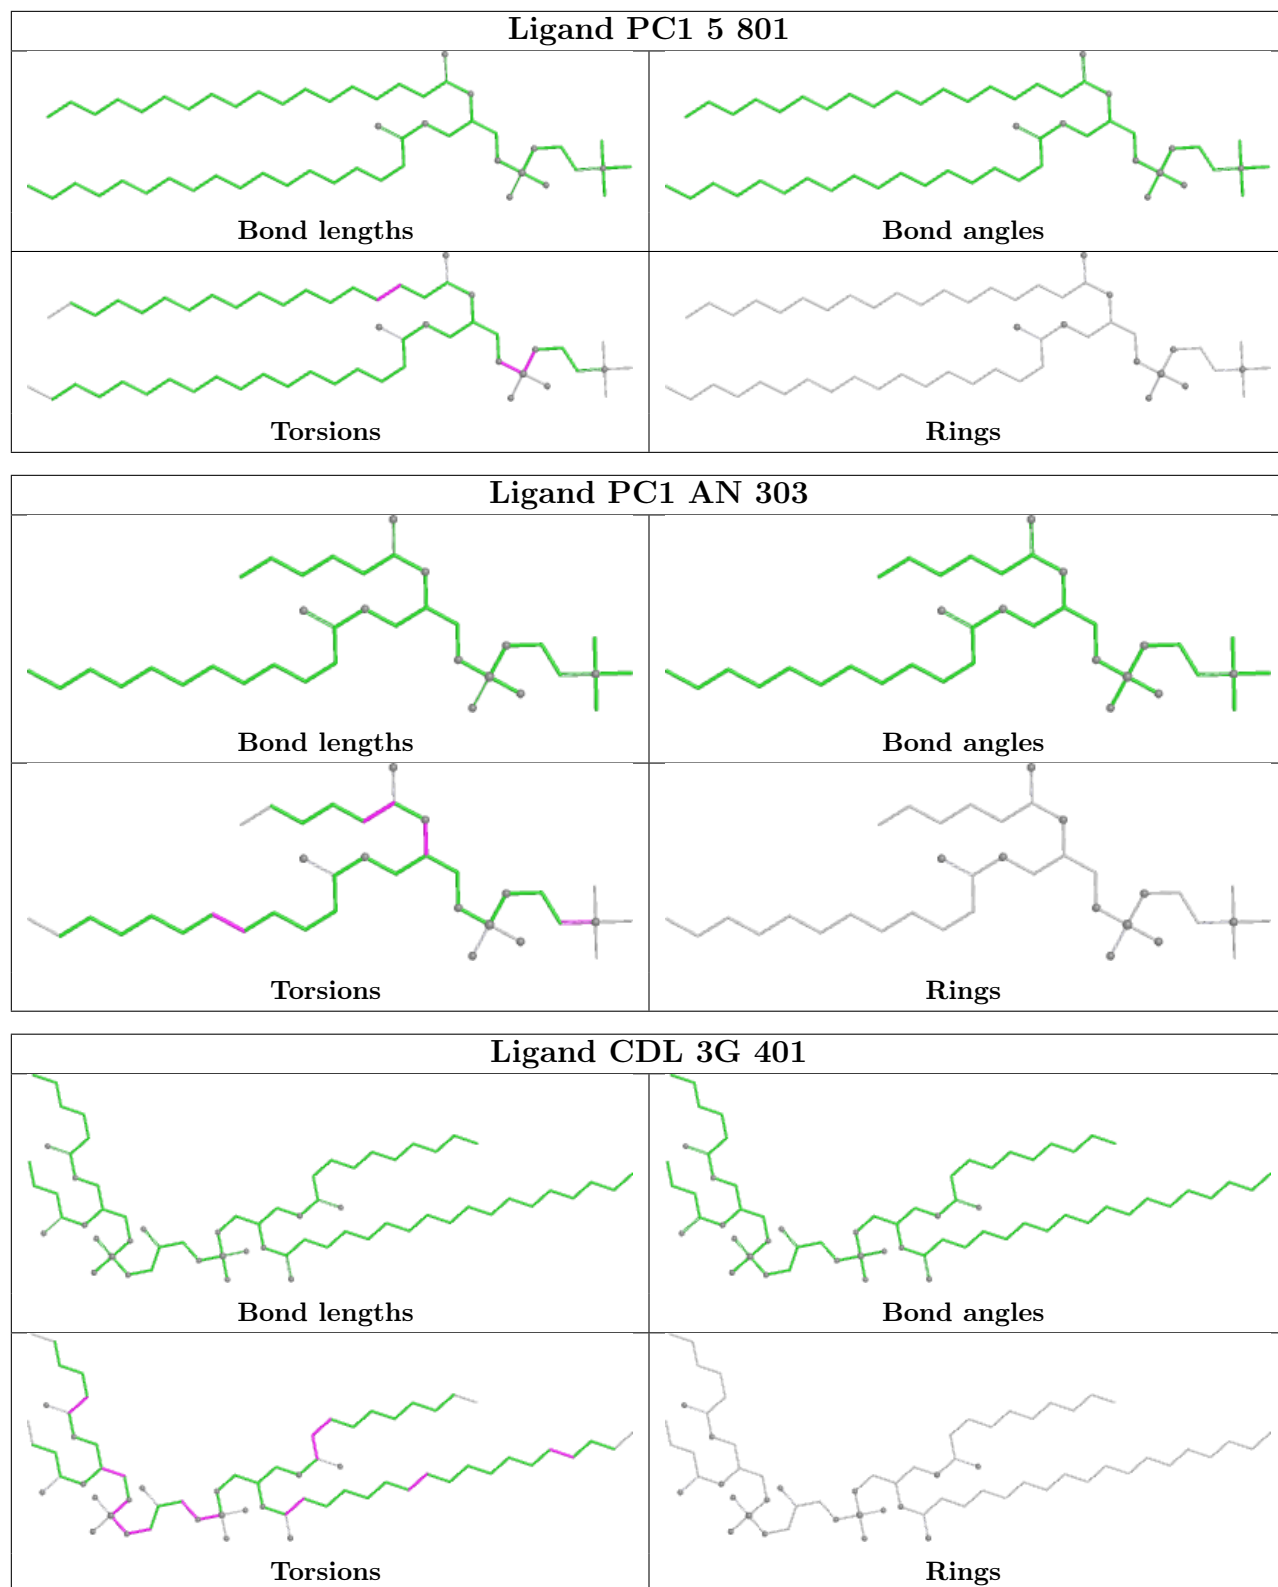 Ligand PC1 5 801
Bond lengths
Bond angles
Torsions
Rings
Ligand PC1 AN 303
Bond lengths
Bond angles
Torsions
Rings
Ligand CDL 3G 401
Bond lengths
Bond angles
Torsions
Rings